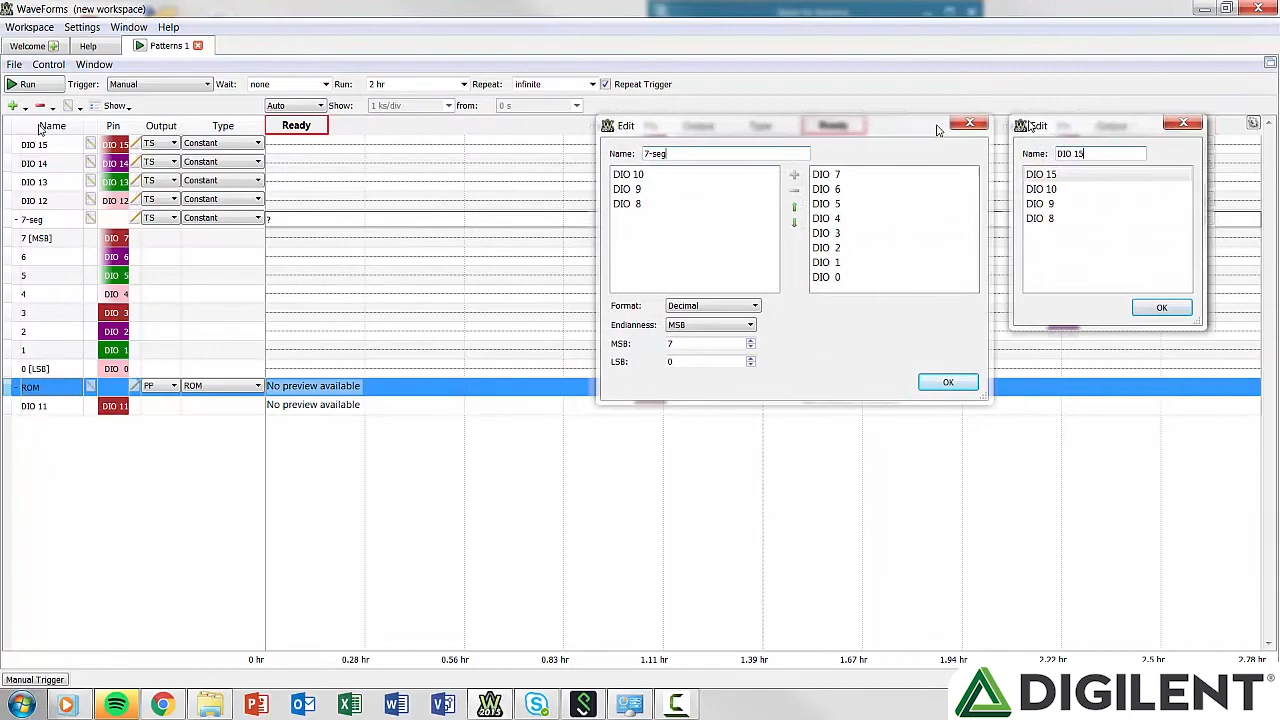 WaveForms (new workspace)
Workspace Settings Window Help
Welcome Help Patterns 1
File Control Window
Run Trigger: Manual Wait: none Run: 2 hr Repeat: infinite Repeat Trigger
Show Auto Show: 1 ks/div from: 0 s
Name Pin Output Type Ready
DIO 15 DIO 15 TS Constant
DIO 14 DIO 14 TS Constant
DIO 13 DIO 13 TS Constant
DIO 12 DIO 12 TS Constant
- 7-seg TS Constant ?
7 [MSB] DIO 7
6 DIO 6
5 DIO 5
4 DIO 4
3 DIO 3
2 DIO 2
1 DIO 1
0 [LSB] DIO 0
- ROM PP ROM No preview available
DIO 11 DIO 11 No preview available
Edit
Name: 7-seg
DIO 10
DIO 9
DIO 8
DIO 7
DIO 6
DIO 5
DIO 4
DIO 3
DIO 2
DIO 1
DIO 0
Format: Decimal
Endianness: MSB
MSB: 7
LSB: 0
OK
Edit
Name: DIO 15
DIO 15
DIO 10
DIO 9
DIO 8
OK
0 hr 0.28 hr 0.56 hr 0.83 hr 1.11 hr 1.39 hr 1.67 hr 1.94 hr 2.22 hr 2.5 hr 2.78 hr
Manual Trigger
DIGILENT